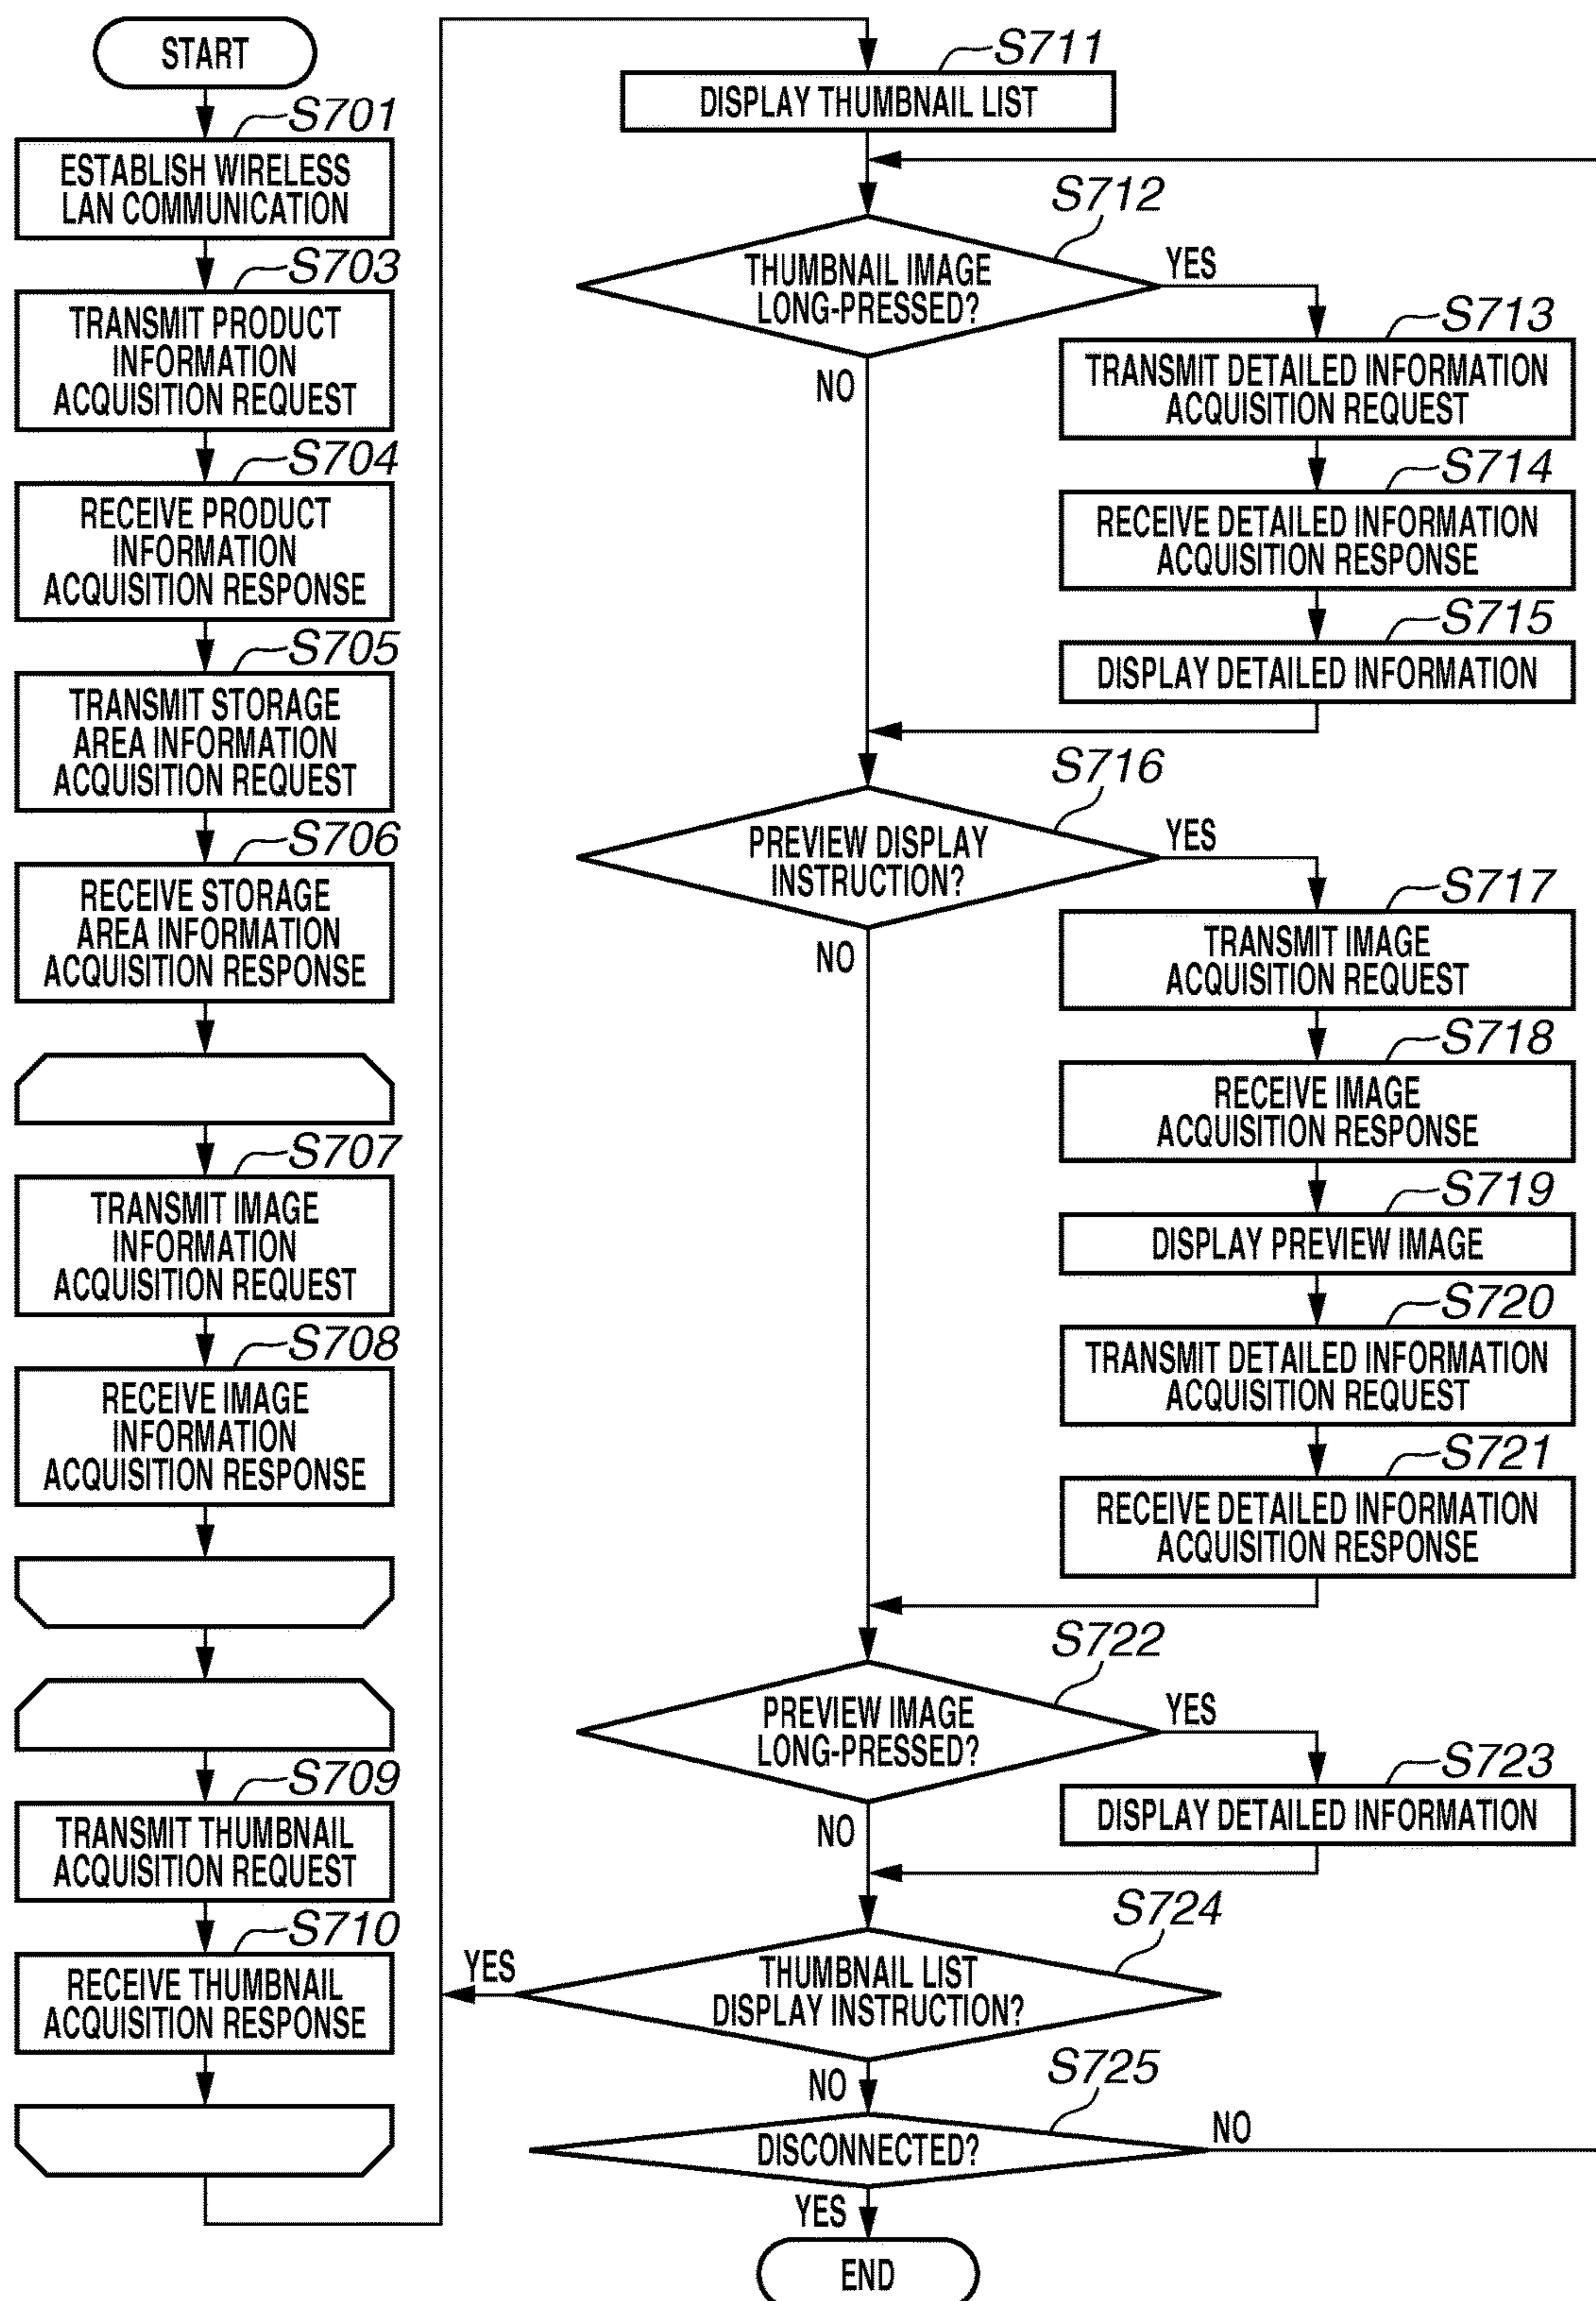 START
S701
ESTABLISH WIRELESS
LAN COMMUNICATION
S703
TRANSMIT PRODUCT
INFORMATION
ACQUISITION REQUEST
S704
RECEIVE PRODUCT
INFORMATION
ACQUISITION RESPONSE
S705
TRANSMIT STORAGE
AREA INFORMATION
ACQUISITION REQUEST
S706
RECEIVE STORAGE
AREA INFORMATION
ACQUISITION RESPONSE
S707
TRANSMIT IMAGE
INFORMATION
ACQUISITION REQUEST
S708
RECEIVE IMAGE
INFORMATION
ACQUISITION RESPONSE
S709
TRANSMIT THUMBNAIL
ACQUISITION REQUEST
S710
RECEIVE THUMBNAIL
ACQUISITION RESPONSE
S711
DISPLAY THUMBNAIL LIST
S712
THUMBNAIL IMAGE
LONG-PRESSED?
YES
NO
S713
TRANSMIT DETAILED INFORMATION
ACQUISITION REQUEST
S714
RECEIVE DETAILED INFORMATION
ACQUISITION RESPONSE
S715
DISPLAY DETAILED INFORMATION
S716
PREVIEW DISPLAY
INSTRUCTION?
YES
NO
S717
TRANSMIT IMAGE
ACQUISITION REQUEST
S718
RECEIVE IMAGE
ACQUISITION RESPONSE
S719
DISPLAY PREVIEW IMAGE
S720
TRANSMIT DETAILED INFORMATION
ACQUISITION REQUEST
S721
RECEIVE DETAILED INFORMATION
ACQUISITION RESPONSE
S722
PREVIEW IMAGE
LONG-PRESSED?
YES
NO
S723
DISPLAY DETAILED INFORMATION
S724
THUMBNAIL LIST
DISPLAY INSTRUCTION?
YES
NO
S725
DISCONNECTED?
NO
YES
END